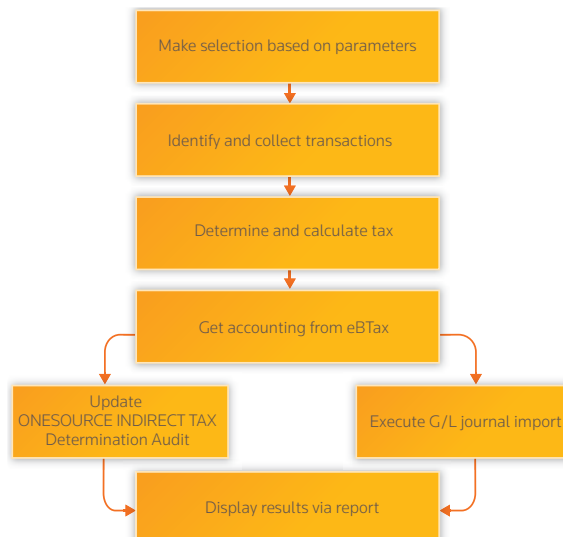 Make selection based on parameters
Identify and collect transactions
Determine and calculate tax
Get accounting from eBTax
Update
ONESOURCE INDIRECT TAX
Determination Audit
Execute G/L journal import
Display results via report